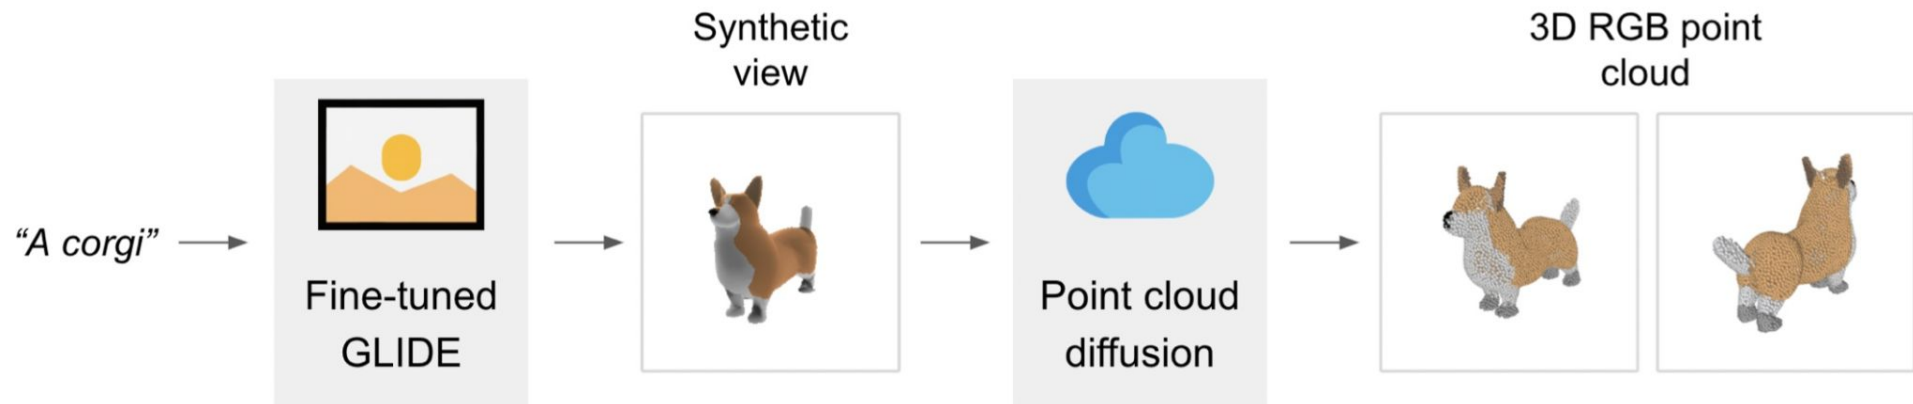 “A corgi”
Fine-tuned
GLIDE
Synthetic
view
Point cloud
diffusion
3D RGB point
cloud